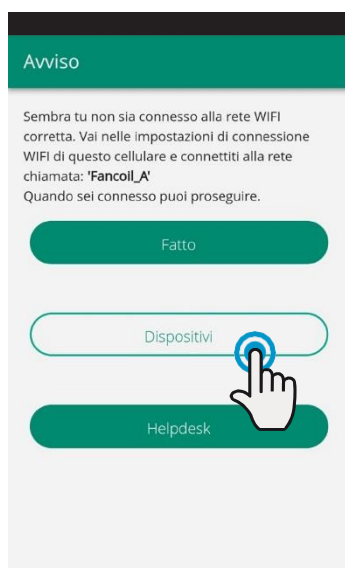 Avviso
Sembra tu non sia connesso alla rete WIFI
corretta. Vai nelle impostazioni di connessione
WIFI di questo cellulare e connettiti alla rete
chiamata: 'Fancoil_A'
Quando sei connesso puoi proseguire.
Fatto
Dispositivi
Helpdesk